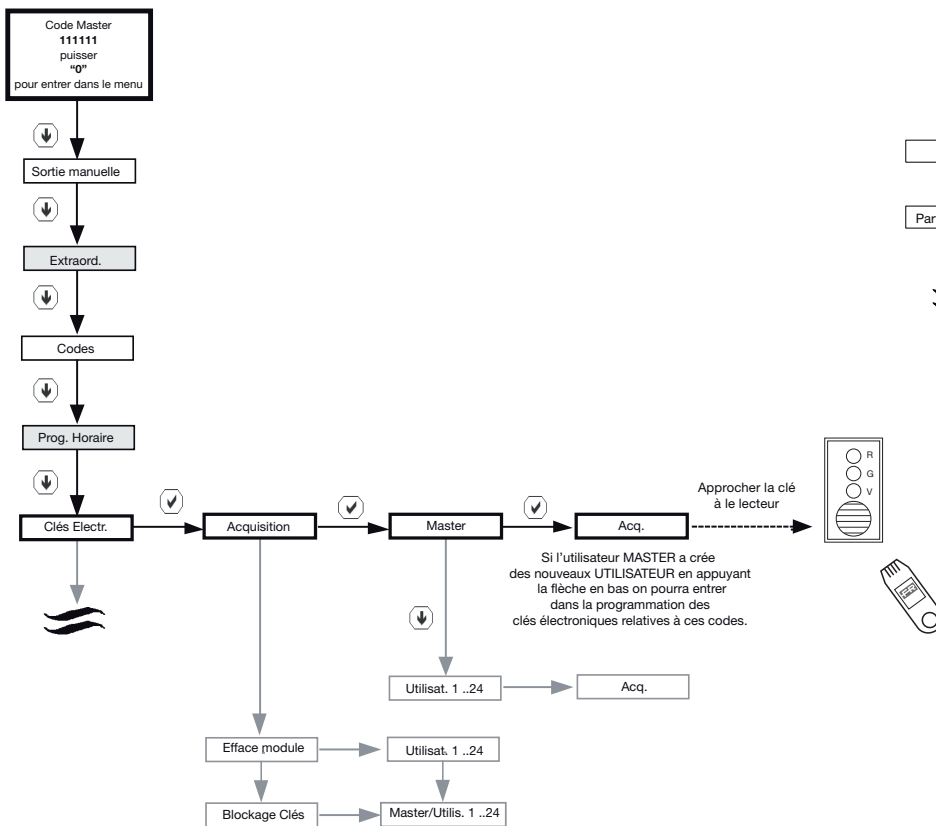 Code Master
111111
puisser
“0”
pour entrer dans le menu
Sortie manuelle
Extraord.
Codes
Prog. Horaire
Clés Electr.
Acquisition
Master
Acq.
Approcher la clé
à le lecteur
R
G
V
Si l’utilisateur MASTER a crée
des nouveaux UTILISATEUR en appuyant
la flèche en bas on pourra entrer
dans la programmation des
clés électroniques relatives à ces codes.
Utilisat. 1 ..24
Acq.
Efface module
Utilisat. 1 ..24
Blockage Clés
Master/Utilis. 1 ..24